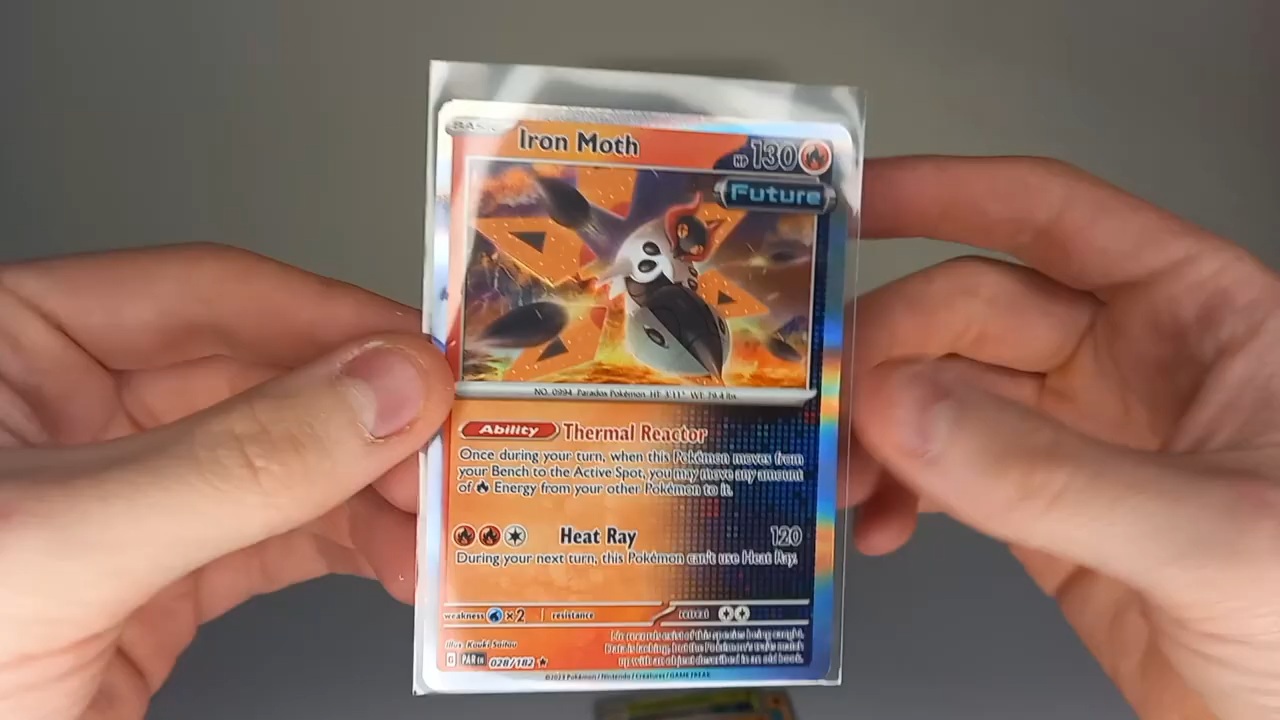 BASIC
Iron Moth
HP 130
Future
NO. 0994 Paradox Pokémon HT: 3'11" WT: 79.4 lbs.
Ability Thermal Reactor
Once during your turn, when this Pokémon moves from
your Bench to the Active Spot, you may move any amount
of Energy from your other Pokémon to it.
Heat Ray 120
During your next turn, this Pokémon can't use Heat Ray.
weakness ×2 resistance retreat
Illus. Kouki Saitou
No records exist of this species being caught.
Data is lacking, but the Pokémon's traits match
up with an object described in an old book.
G PAR EN 028/182
©2023 Pokémon / Nintendo / Creatures / GAME FREAK